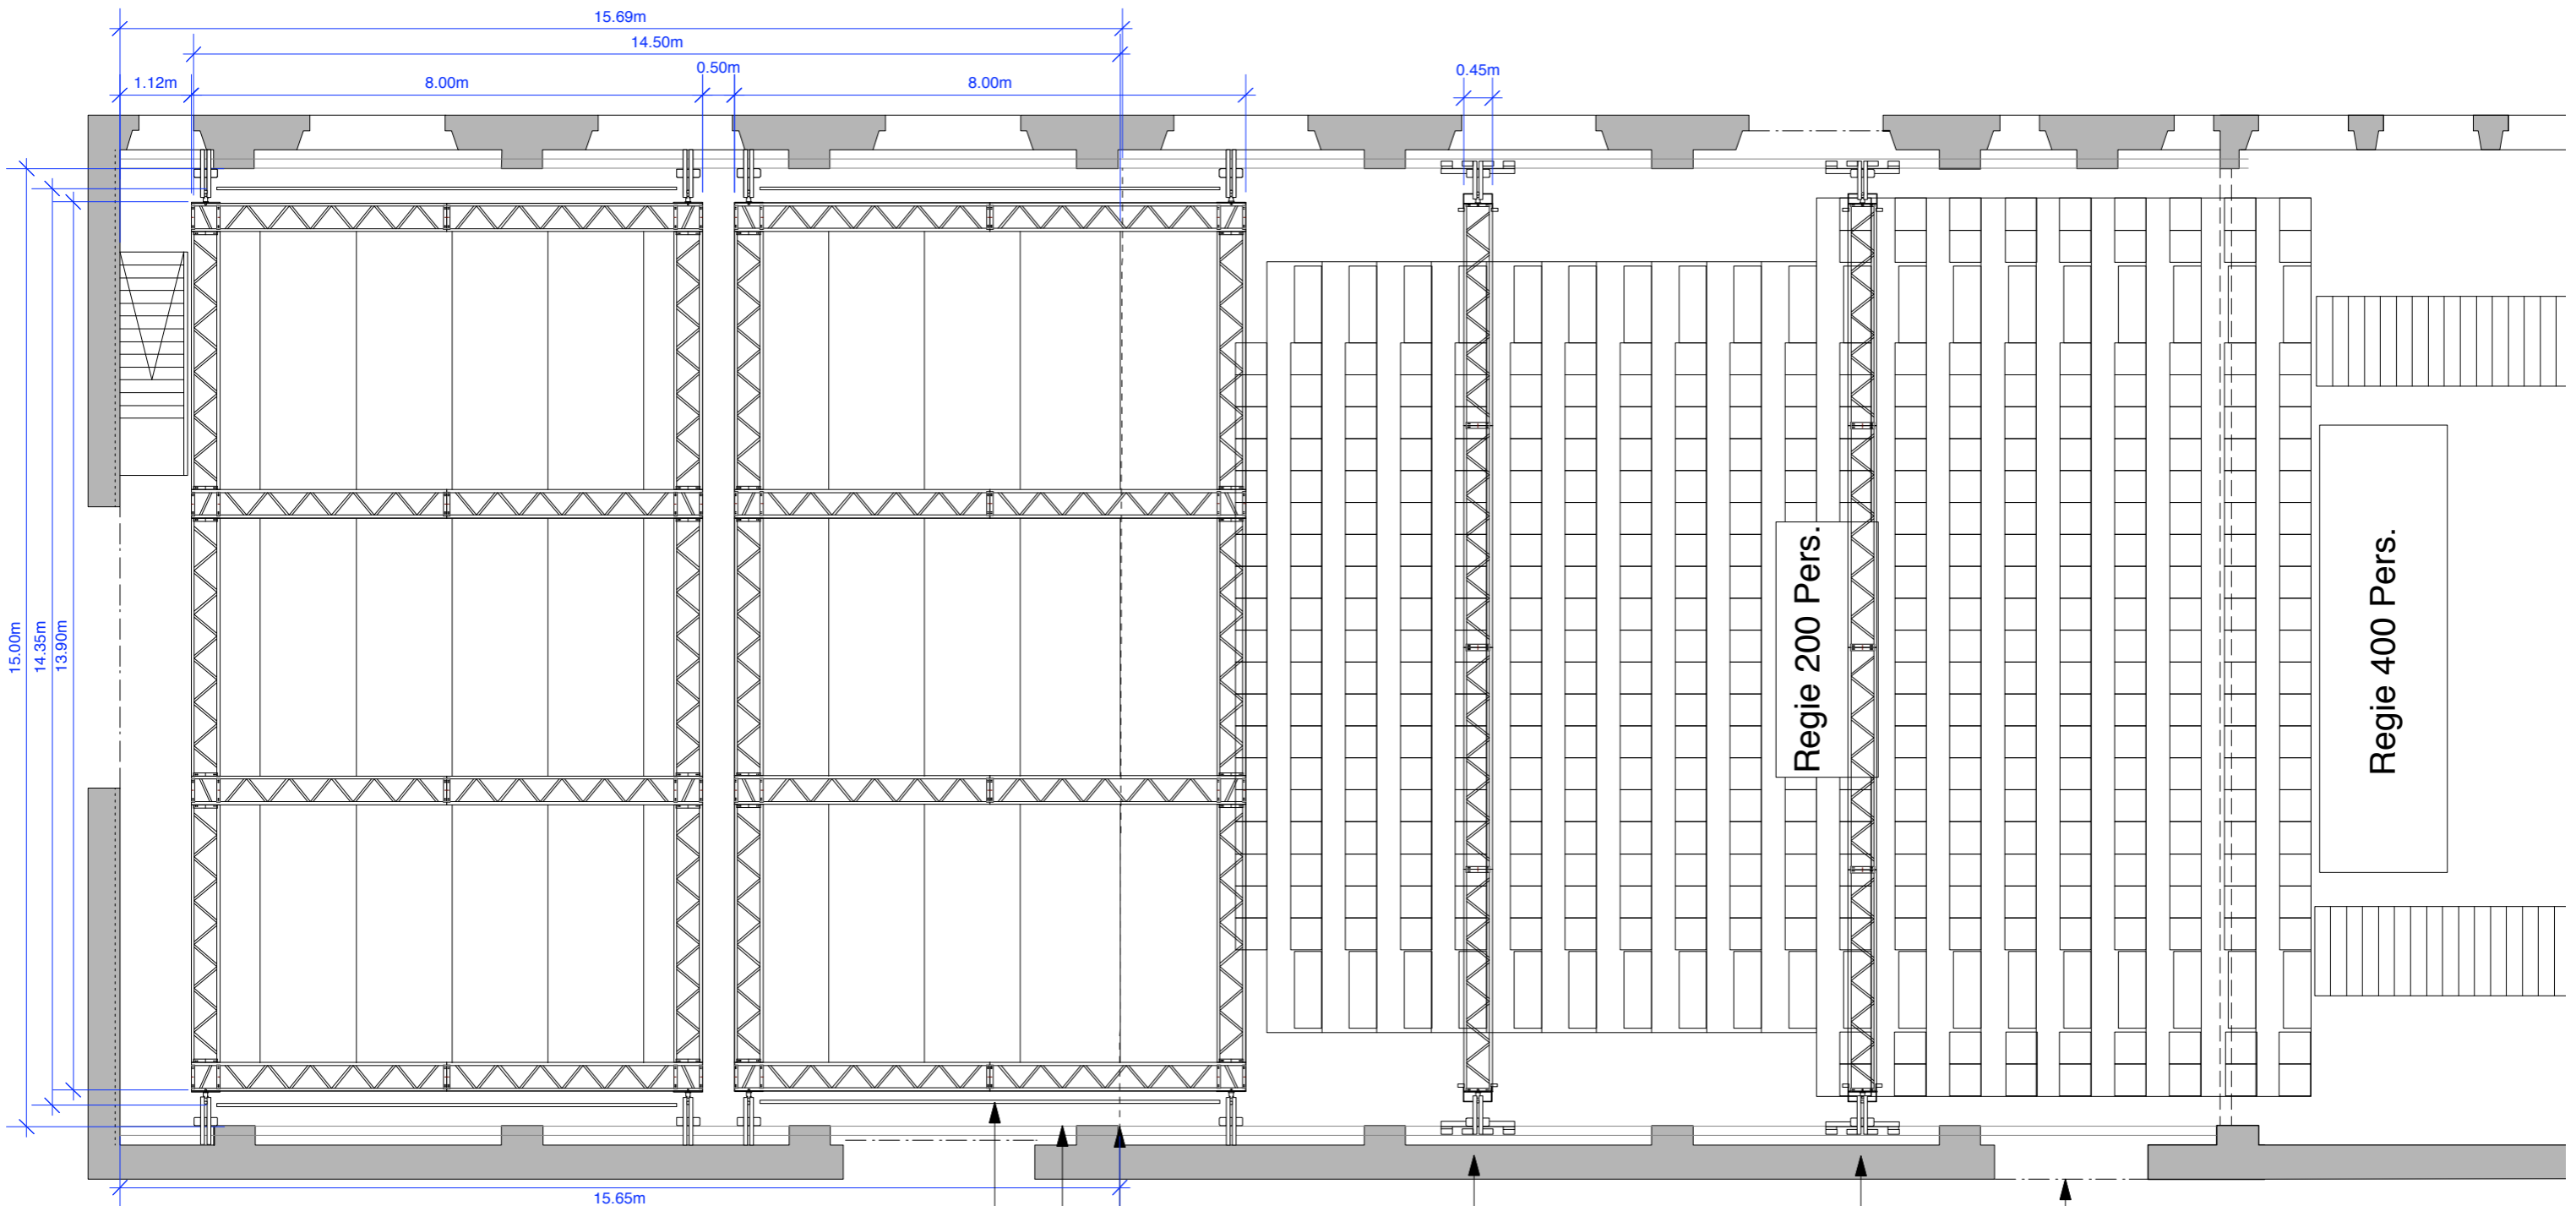 15.69m
14.50m
0.50m
0.45m
1.12m
8.00m
8.00m
15.00m
14.35m
13.90m
Regie 200 Pers.
Regie 400 Pers.
15.65m